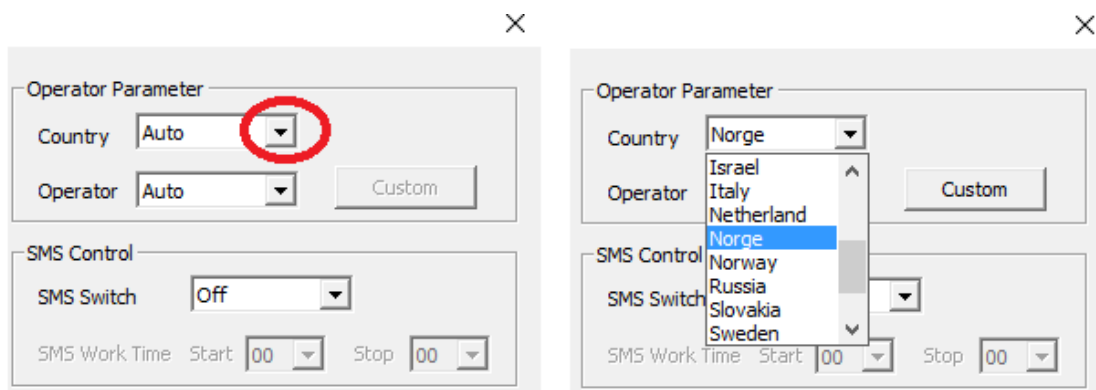 Operator Parameter
Country Auto
Operator Auto Custom
SMS Control
SMS Switch Off
SMS Work Time Start 00 Stop 00
Operator Parameter
Country Norge
Operator Custom
Israel
Italy
Netherland
Norge
Norway
Russia
Slovakia
Sweden
SMS Control
SMS Switch
SMS Work Time Start 00 Stop 00